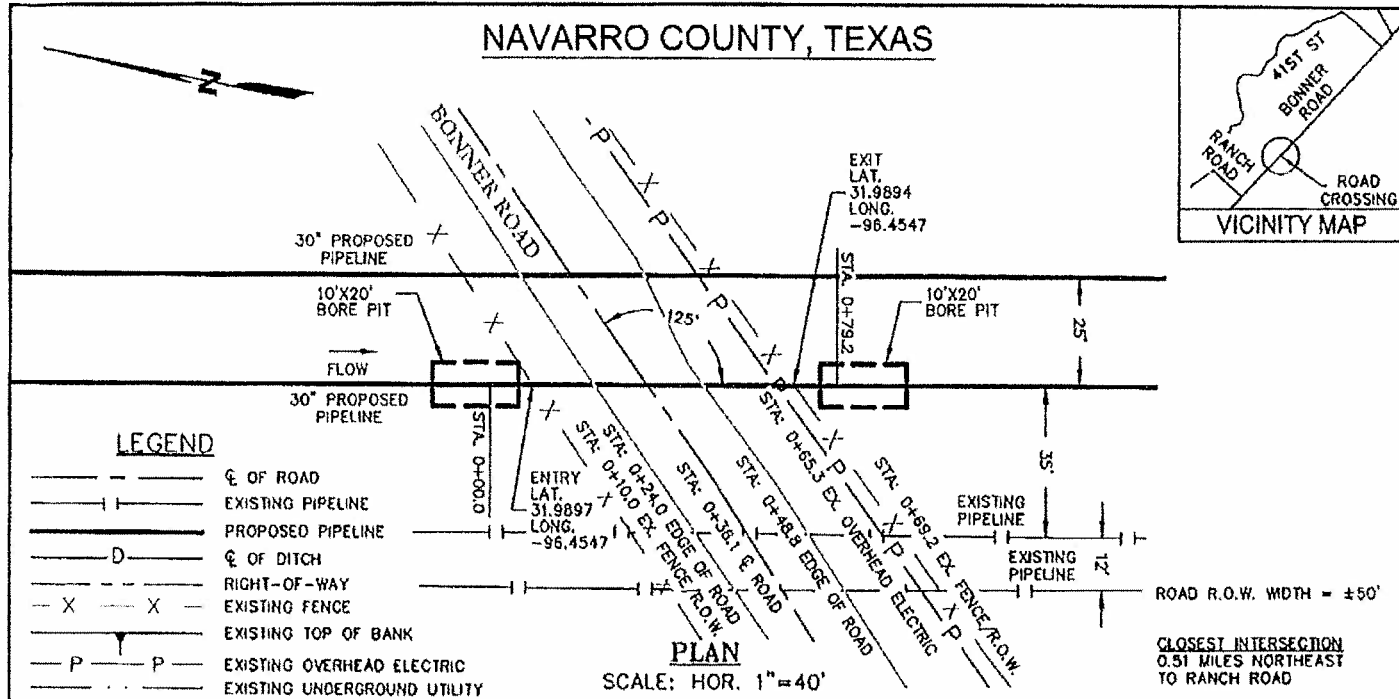 NAVARRO COUNTY, TEXAS
N
41ST ST
BONNER
ROAD
RANCH
ROAD
ROAD
CROSSING
VICINITY MAP
BONNER ROAD
EXIT
LAT.
31.9894
LONG.
-96.4547
30" PROPOSED
PIPELINE
10'X20'
BORE PIT
125'
STA. 0+79.2
10'X20'
BORE PIT
25'
FLOW
30" PROPOSED
PIPELINE
STA. 0+00.0
ENTRY
LAT.
31.9897
LONG.
-96.4547
STA: 0+10.0 EX. FENCE/R.O.W.
STA: 0+24.0 EDGE OF ROAD
STA: 0+36.1 ℄ ROAD
STA: 0+48.8 EDGE OF ROAD
STA: 0+65.3 EX. OVERHEAD ELECTRIC
STA: 0+69.2 EX. FENCE/R.O.W.
35'
EXISTING
PIPELINE
EXISTING
PIPELINE
12'
ROAD R.O.W. WIDTH = ±50'
CLOSEST INTERSECTION
0.51 MILES NORTHEAST
TO RANCH ROAD
LEGEND
℄ OF ROAD
EXISTING PIPELINE
PROPOSED PIPELINE
D ℄ OF DITCH
RIGHT-OF-WAY
X X EXISTING FENCE
EXISTING TOP OF BANK
P P EXISTING OVERHEAD ELECTRIC
EXISTING UNDERGROUND UTILITY
PLAN
SCALE: HOR. 1"=40'